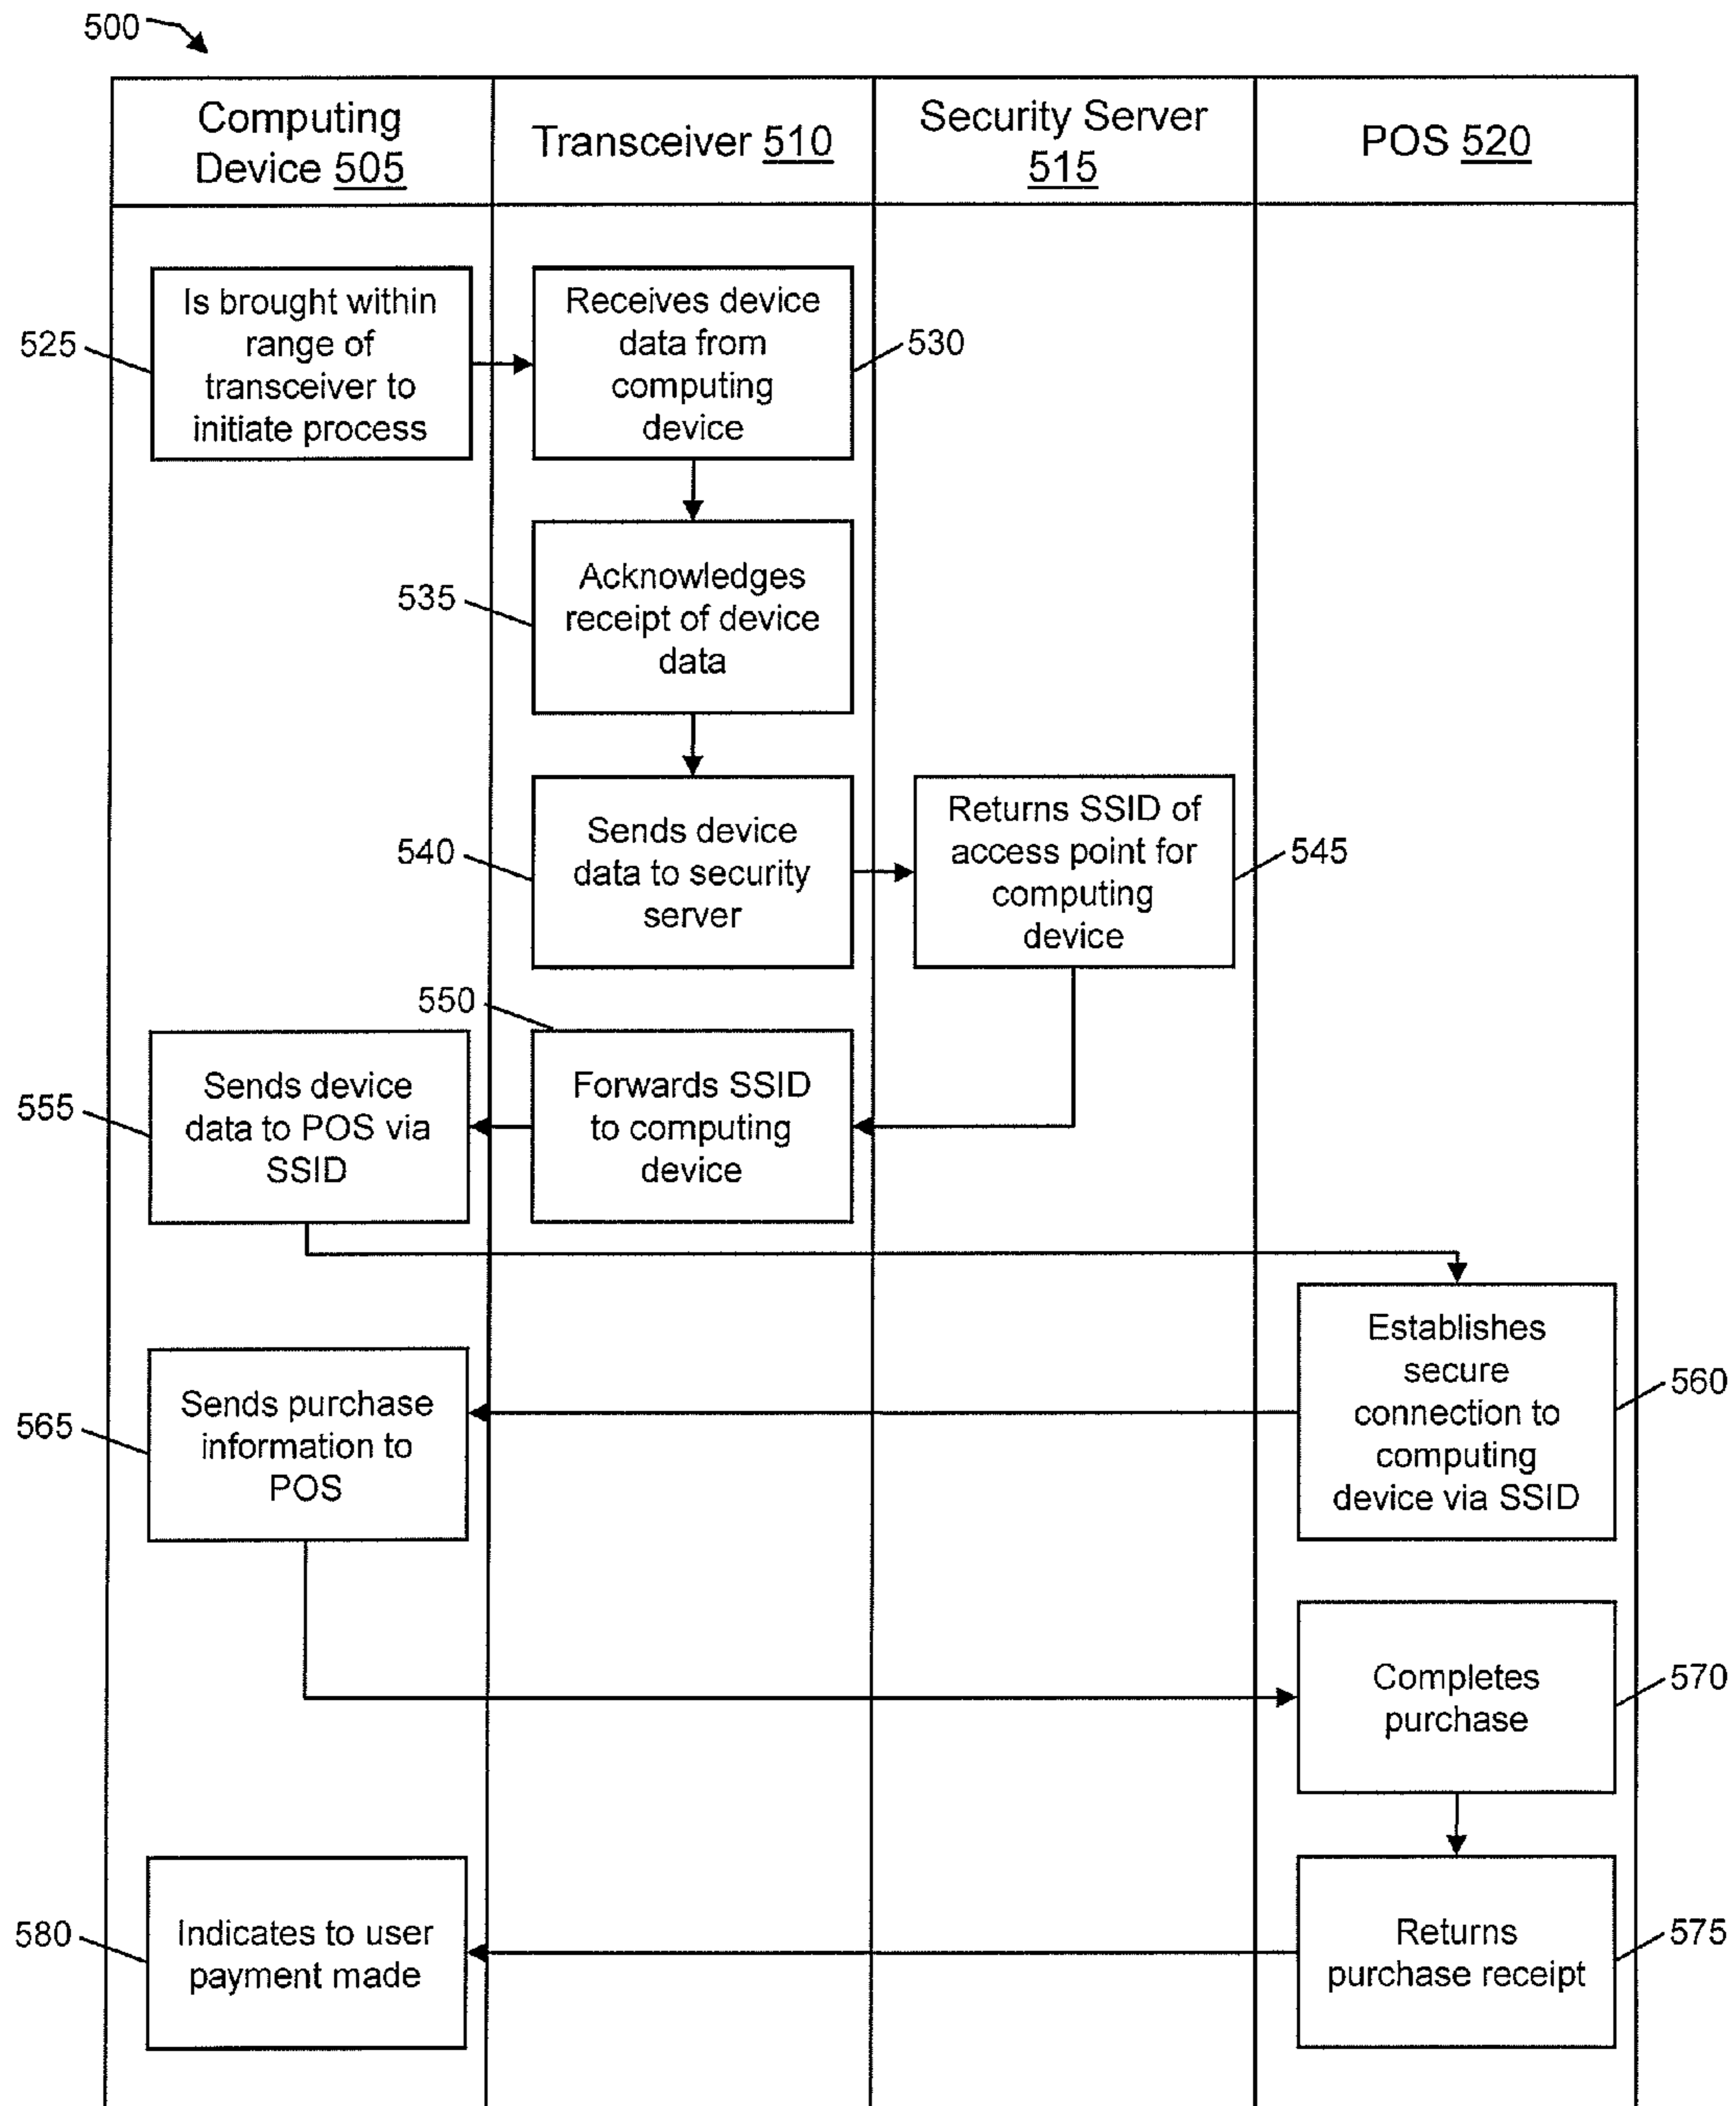 500
Computing
Device 505
Transceiver 510
Security Server
515
POS 520
525
Is brought within
range of
transceiver to
initiate process
Receives device
data from
computing
device
530
535
Acknowledges
receipt of device
data
540
Sends device
data to security
server
Returns SSID of
access point for
computing
device
545
550
555
Sends device
data to POS via
SSID
Forwards SSID
to computing
device
Establishes
secure
connection to
computing
device via SSID
560
565
Sends purchase
information to
POS
Completes
purchase
570
580
Indicates to user
payment made
Returns
purchase receipt
575